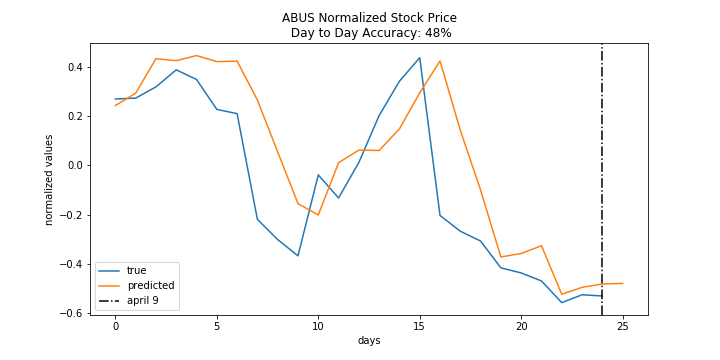 ABUS Normalized Stock Price
Day to Day Accuracy: 48%
normalized values
0.4
0.2
0.0
−0.2
−0.4
−0.6
true
predicted
april 9
0
5
10
15
20
25
days